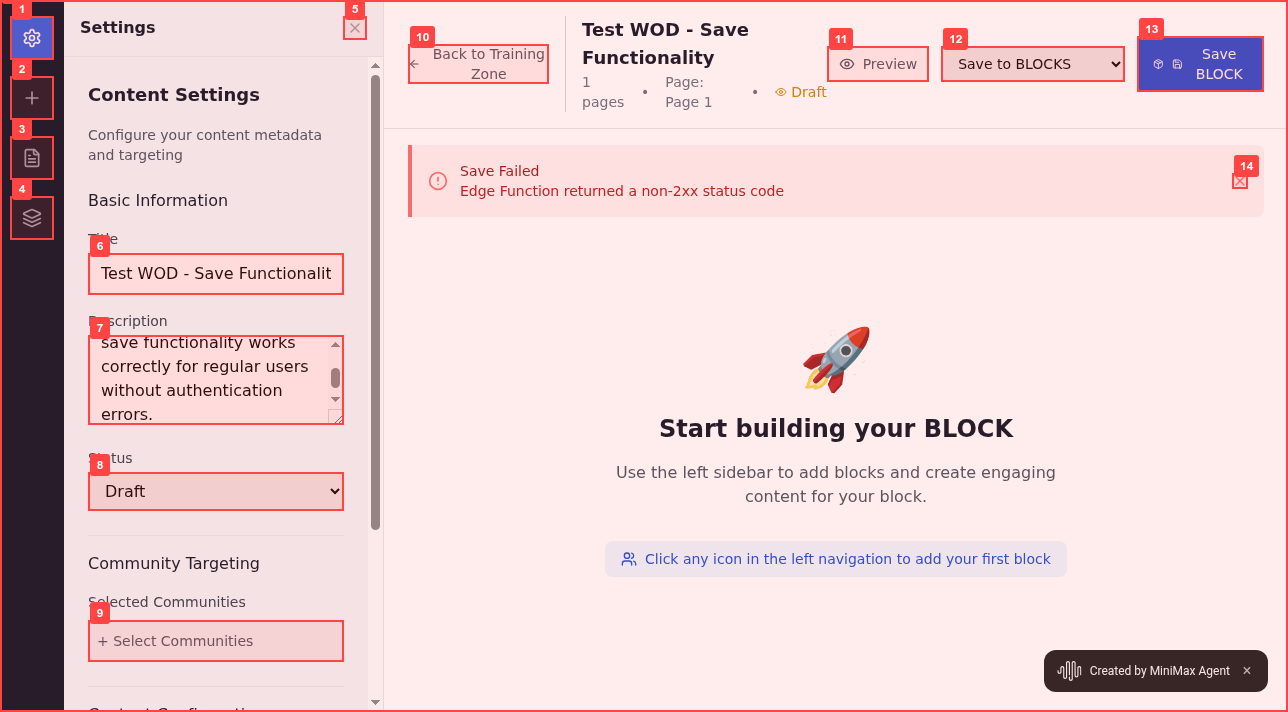 1
2
3
4
Settings
5
Content Settings
Configure your content metadata
and targeting
Basic Information
Title
6
Test WOD - Save Functionalit
7
save functionality works
correctly for regular users
without authentication
errors.
8
Draft
Community Targeting
Selected Communities
9
+ Select Communities
10
Back to Training
Zone
Test WOD - Save
Functionality
1
pages
•
Page:
Page 1
•
Draft
11
Preview
12
Save to BLOCKS
13
Save
BLOCK
Save Failed
Edge Function returned a non-2xx status code
14
Start building your BLOCK
Use the left sidebar to add blocks and create engaging
content for your block.
Click any icon in the left navigation to add your first block
Created by MiniMax Agent